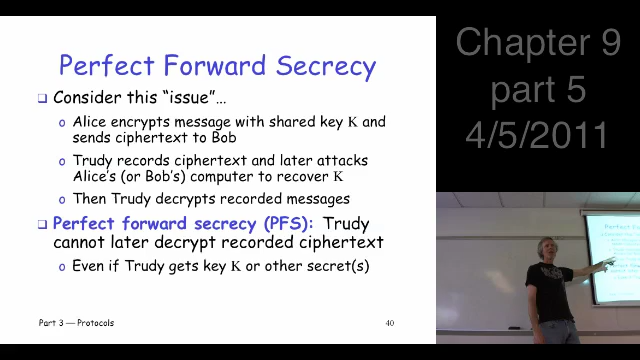 Perfect Forward Secrecy
❑ Consider this “issue”…
o Alice encrypts message with shared key K and
sends ciphertext to Bob
o Trudy records ciphertext and later attacks
Alice’s (or Bob’s) computer to recover K
o Then Trudy decrypts recorded messages
❑ Perfect forward secrecy (PFS): Trudy
cannot later decrypt recorded ciphertext
o Even if Trudy gets key K or other secret(s)
Part 3 — Protocols
40
Chapter 9
part 5
4/5/2011